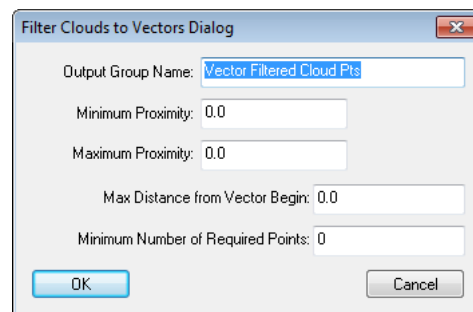 Filter Clouds to Vectors Dialog
Output Group Name: Vector Filtered Cloud Pts
Minimum Proximity: 0.0
Maximum Proximity: 0.0
Max Distance from Vector Begin: 0.0
Minimum Number of Required Points: 0
OK Cancel